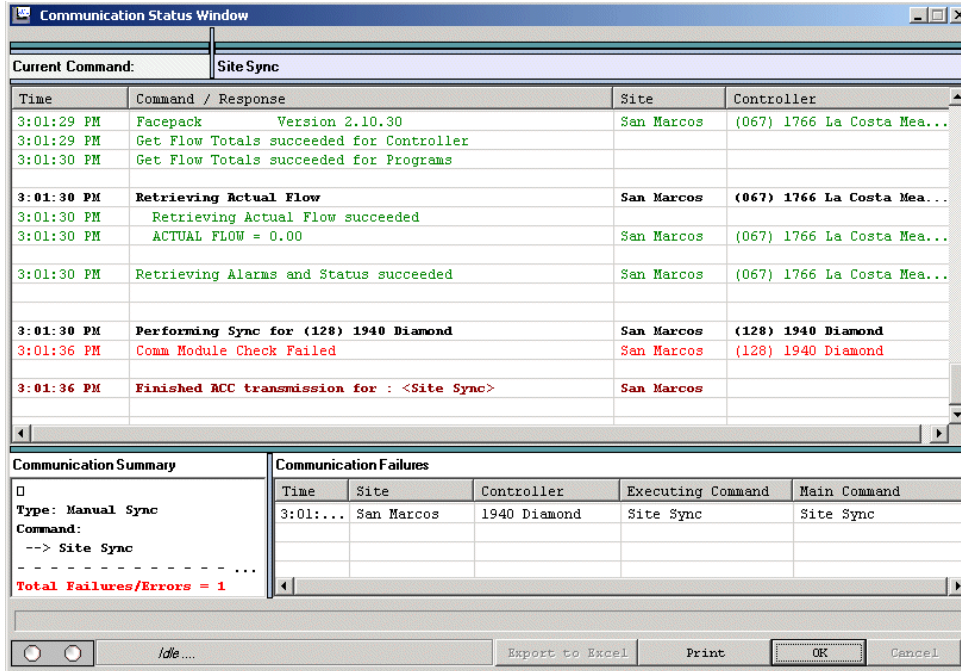 Communication Status Window
Current Command: Site Sync
Time Command / Response Site Controller
3:01:29 PM Facepack Version 2.10.30 San Marcos (067) 1766 La Costa Mea...
3:01:29 PM Get Flow Totals succeeded for Controller
3:01:30 PM Get Flow Totals succeeded for Programs
3:01:30 PM Retrieving Actual Flow San Marcos (067) 1766 La Costa Mea...
3:01:30 PM Retrieving Actual Flow succeeded
3:01:30 PM ACTUAL FLOW = 0.00 San Marcos (067) 1766 La Costa Mea...
3:01:30 PM Retrieving Alarms and Status succeeded San Marcos (067) 1766 La Costa Mea...
3:01:30 PM Performing Sync for (128) 1940 Diamond San Marcos (128) 1940 Diamond
3:01:36 PM Comm Module Check Failed San Marcos (128) 1940 Diamond
3:01:36 PM Finished ACC transmission for : <Site Sync> San Marcos
Communication Summary
Type: Manual Sync
Command:
--> Site Sync
- - - - - - - - - - - - - ...
Total Failures/Errors = 1
Communication Failures
Time Site Controller Executing Command Main Command
3:01:... San Marcos 1940 Diamond Site Sync Site Sync
Idle....
Export to Excel Print OK Cancel